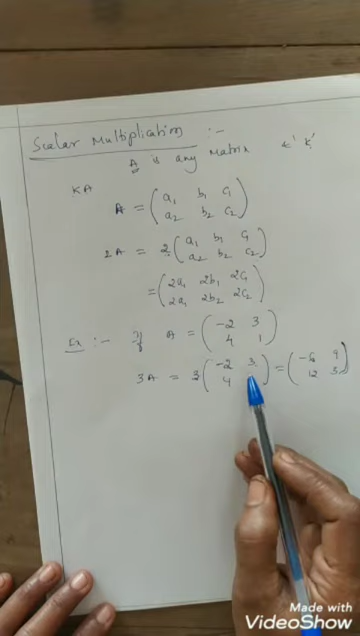 Scalar Multiplication :-
A is any Matrix 'k'
KA
A = ( a₁ b₁ c₁
a₂ b₂ c₂ )
2A = 2 ( a₁ b₁ c₁
a₂ b₂ c₂ )
= ( 2a₁ 2b₁ 2c₁
2a₁ 2b₂ 2c₂ )
Ex :- If A = ( -2 3
4 1 )
3A = 3 ( -2 3
4 ) = ( -6 9
12 3 )
Made with
VideoShow